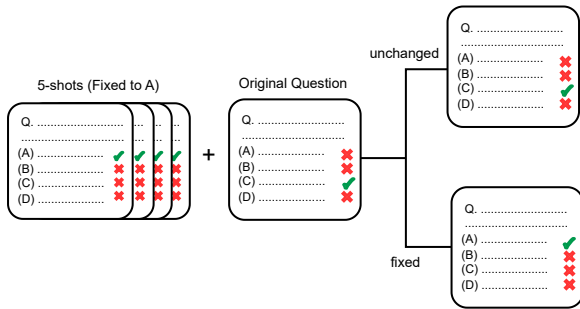 5-shots (Fixed to A)
Q. ......................
..................................
(A) ......................
(B) ......................
(C) ......................
(D) ......................
+
Original Question
Q. ......................
..................................
(A) ......................
(B) ......................
(C) ......................
(D) ......................
unchanged
Q. ......................
..................................
(A) ......................
(B) ......................
(C) ......................
(D) ......................
fixed
Q. ......................
..................................
(A) ......................
(B) ......................
(C) ......................
(D) ......................